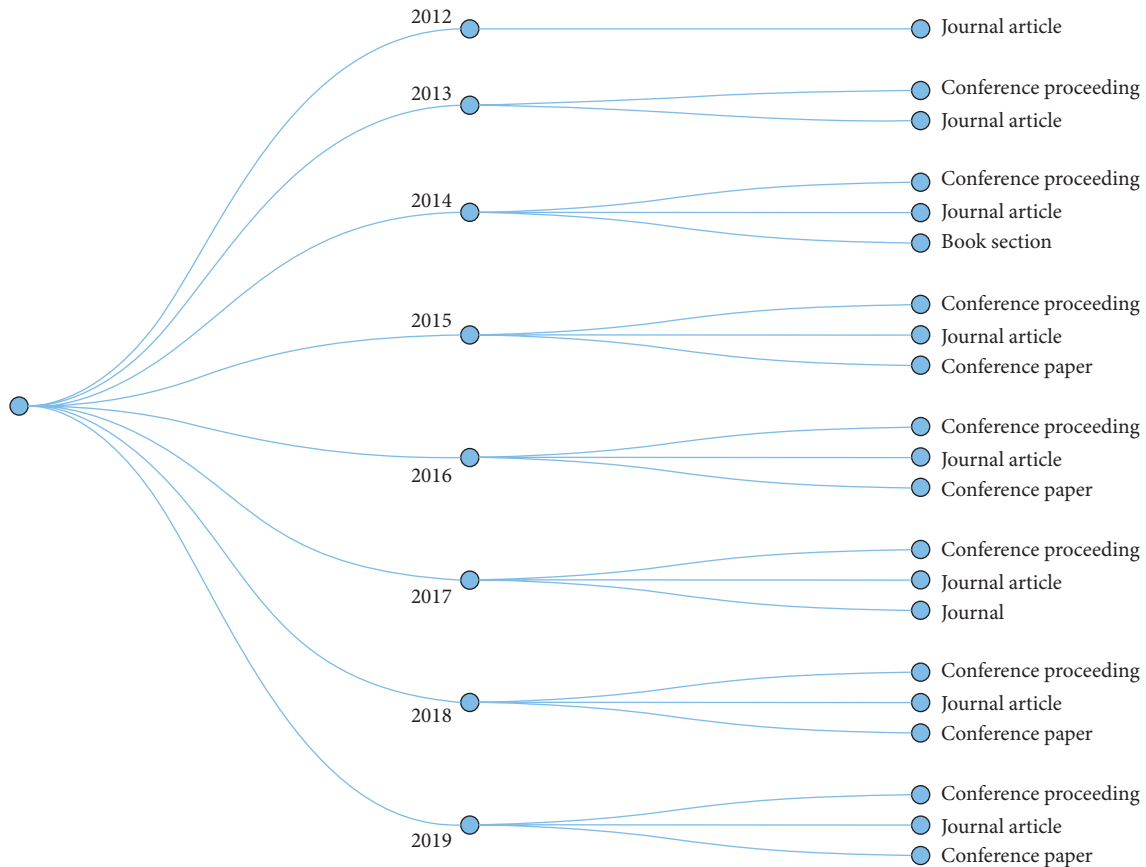 2012
Journal article
2013
Conference proceeding
Journal article
2014
Conference proceeding
Journal article
Book section
2015
Conference proceeding
Journal article
Conference paper
2016
Conference proceeding
Journal article
Conference paper
2017
Conference proceeding
Journal article
Journal
2018
Conference proceeding
Journal article
Conference paper
2019
Conference proceeding
Journal article
Conference paper